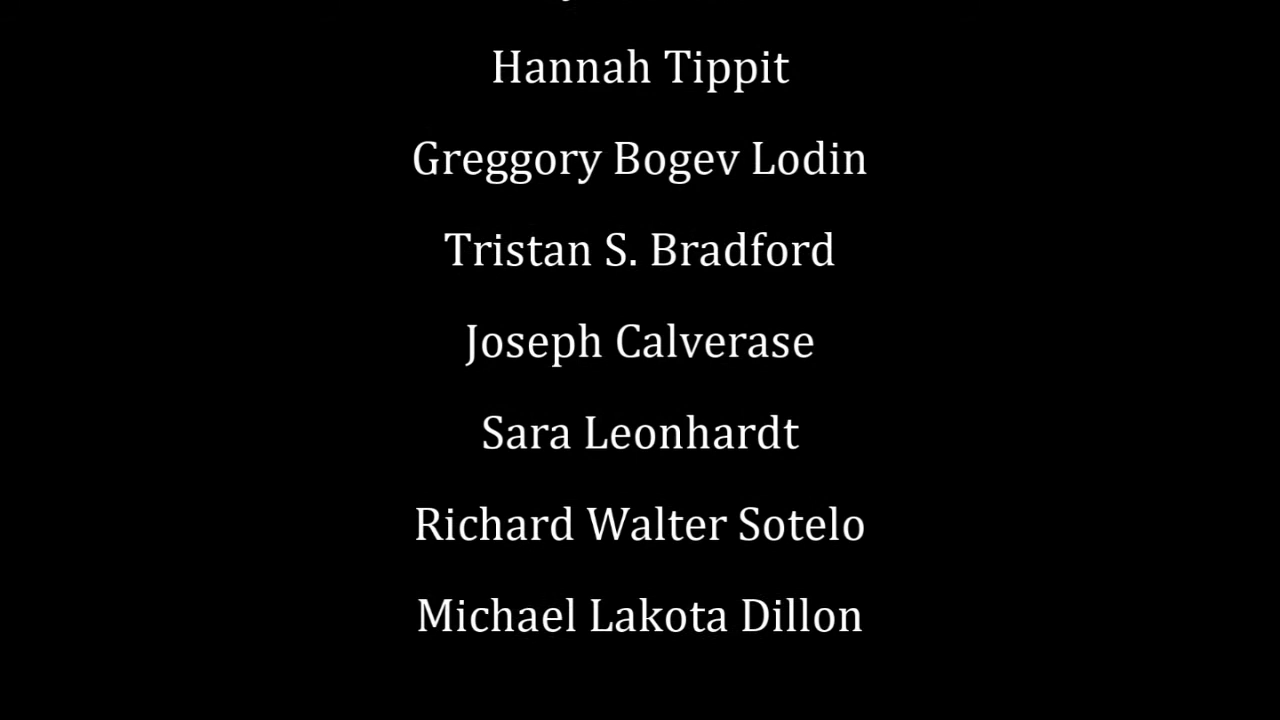 Hannah Tippit
Greggory Bogev Lodin
Tristan S. Bradford
Joseph Calverase
Sara Leonhardt
Richard Walter Sotelo
Michael Lakota Dillon